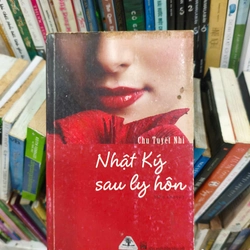 Chu Tuyết Nhi
Nhật Ký
sau ly hôn